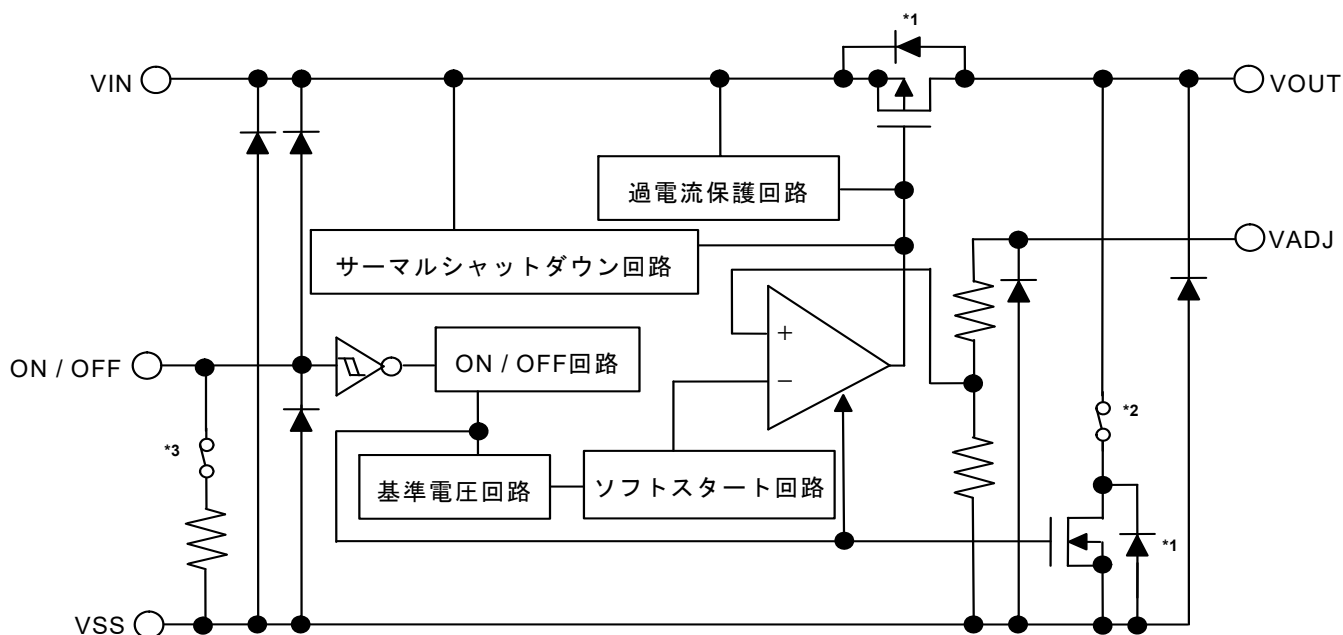 *1
VIN
VOUT
過電流保護回路
VADJ
サーマルシャットダウン回路
+
−
ON / OFF
ON / OFF回路
*2
*3
基準電圧回路
ソフトスタート回路
*1
VSS